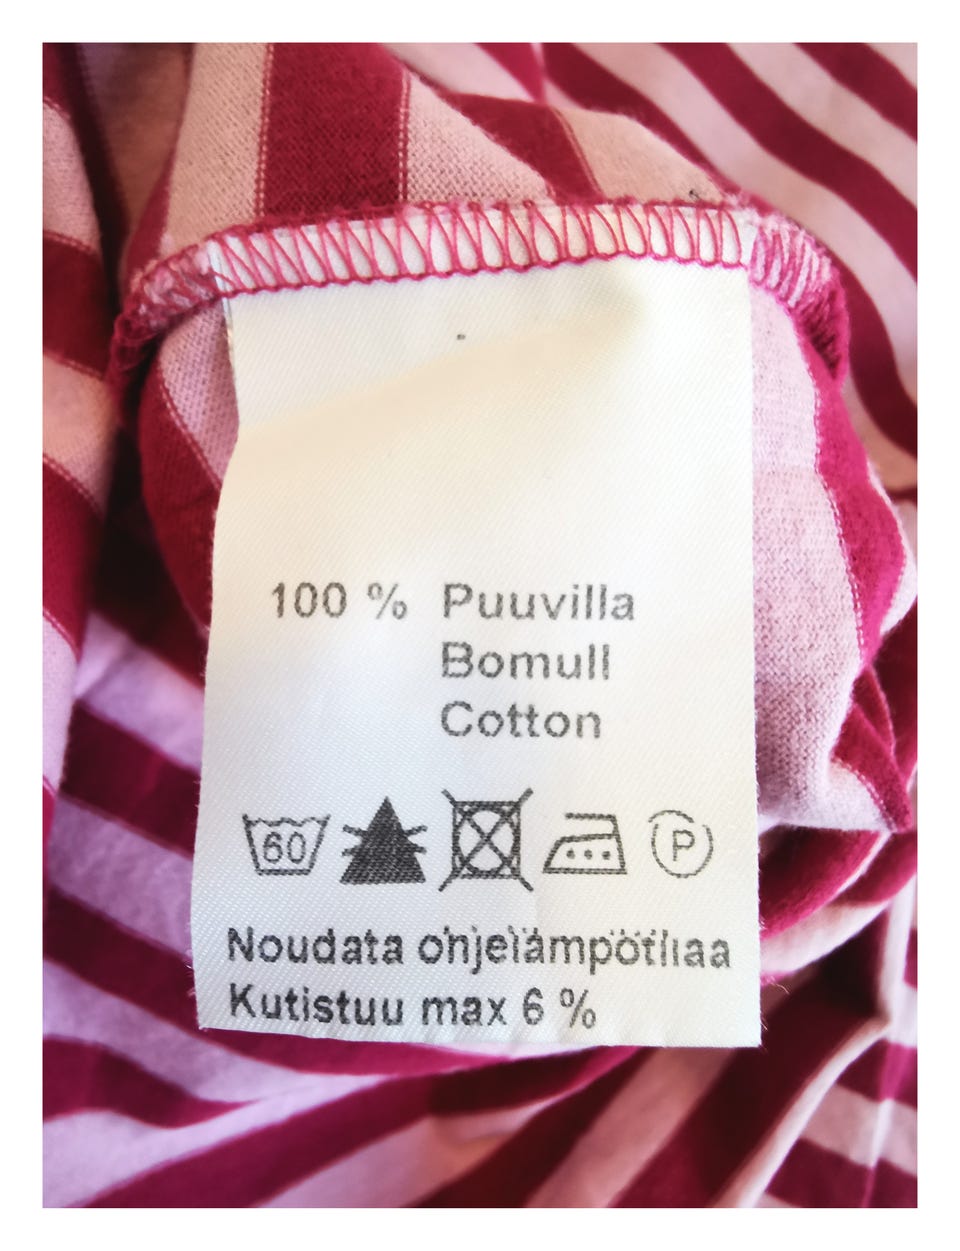 100 % Puuvilla
Bomull
Cotton
60 P
Noudata ohjelämpötilaa
Kutistuu max 6 %